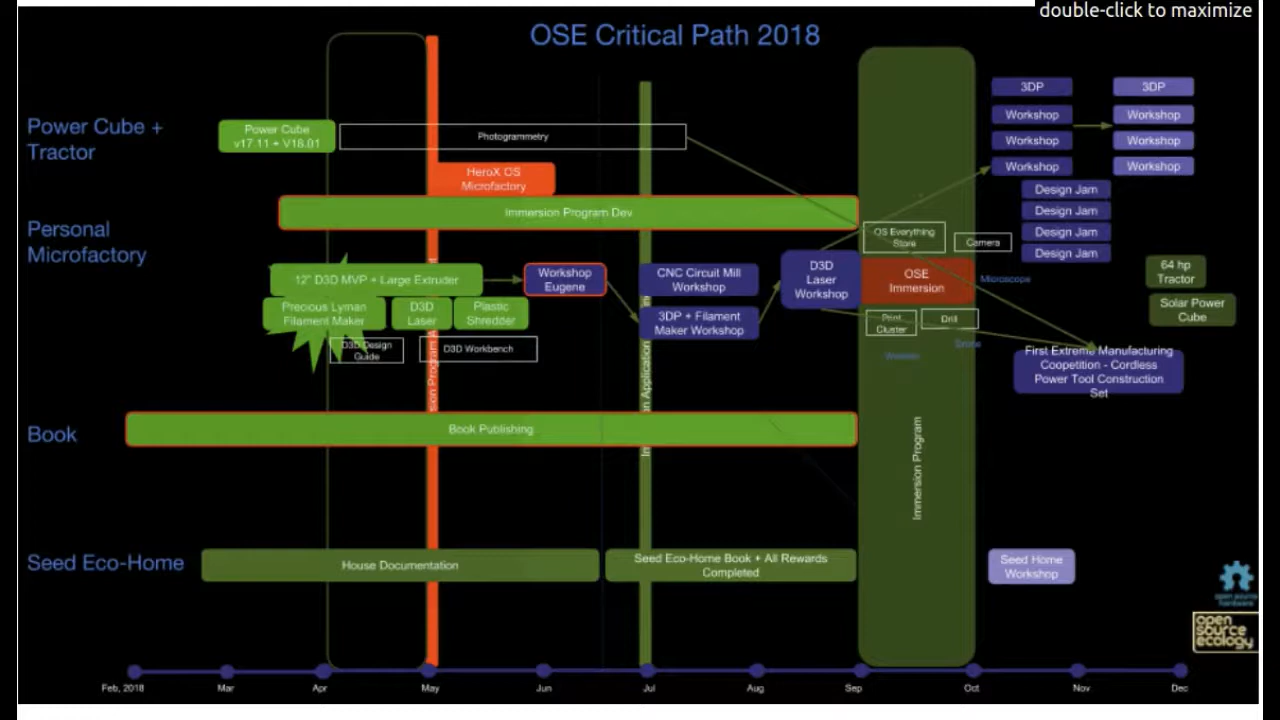 double-click to maximize
OSE Critical Path 2018
Power Cube +
Tractor
Power Cube
v17.11 + V18.01
Photogrammetry
HeroX OS
Microfactory
Immersion Program Dev
Personal
Microfactory
12" D3D MVP + Large Extruder
Workshop
Eugene
Precious Lyman
Filament Maker
D3D
Laser
Plastic
Shredder
D3D Design
Guide
D3D Workbench
CNC Circuit Mill
Workshop
3DP + Filament
Maker Workshop
D3D
Laser
Workshop
OS Everything
Store
Camera
OSE
Immersion
Microscope
Print
Cluster
Drill
Drone
Immersion Program
3DP
Workshop
Workshop
Workshop
3DP
Workshop
Workshop
Workshop
Design Jam
Design Jam
Design Jam
Design Jam
64 hp
Tractor
Solar Power
Cube
First Extreme Manufacturing
Coopetition - Cordless
Power Tool Construction
Set
Book
Book Publishing
Seed Eco-Home
House Documentation
Seed Eco-Home Book + All Rewards
Completed
Seed Home
Workshop
open source
hardware
open
source
ecology
Feb, 2018
Mar
Apr
May
Jun
Jul
Aug
Sep
Oct
Nov
Dec